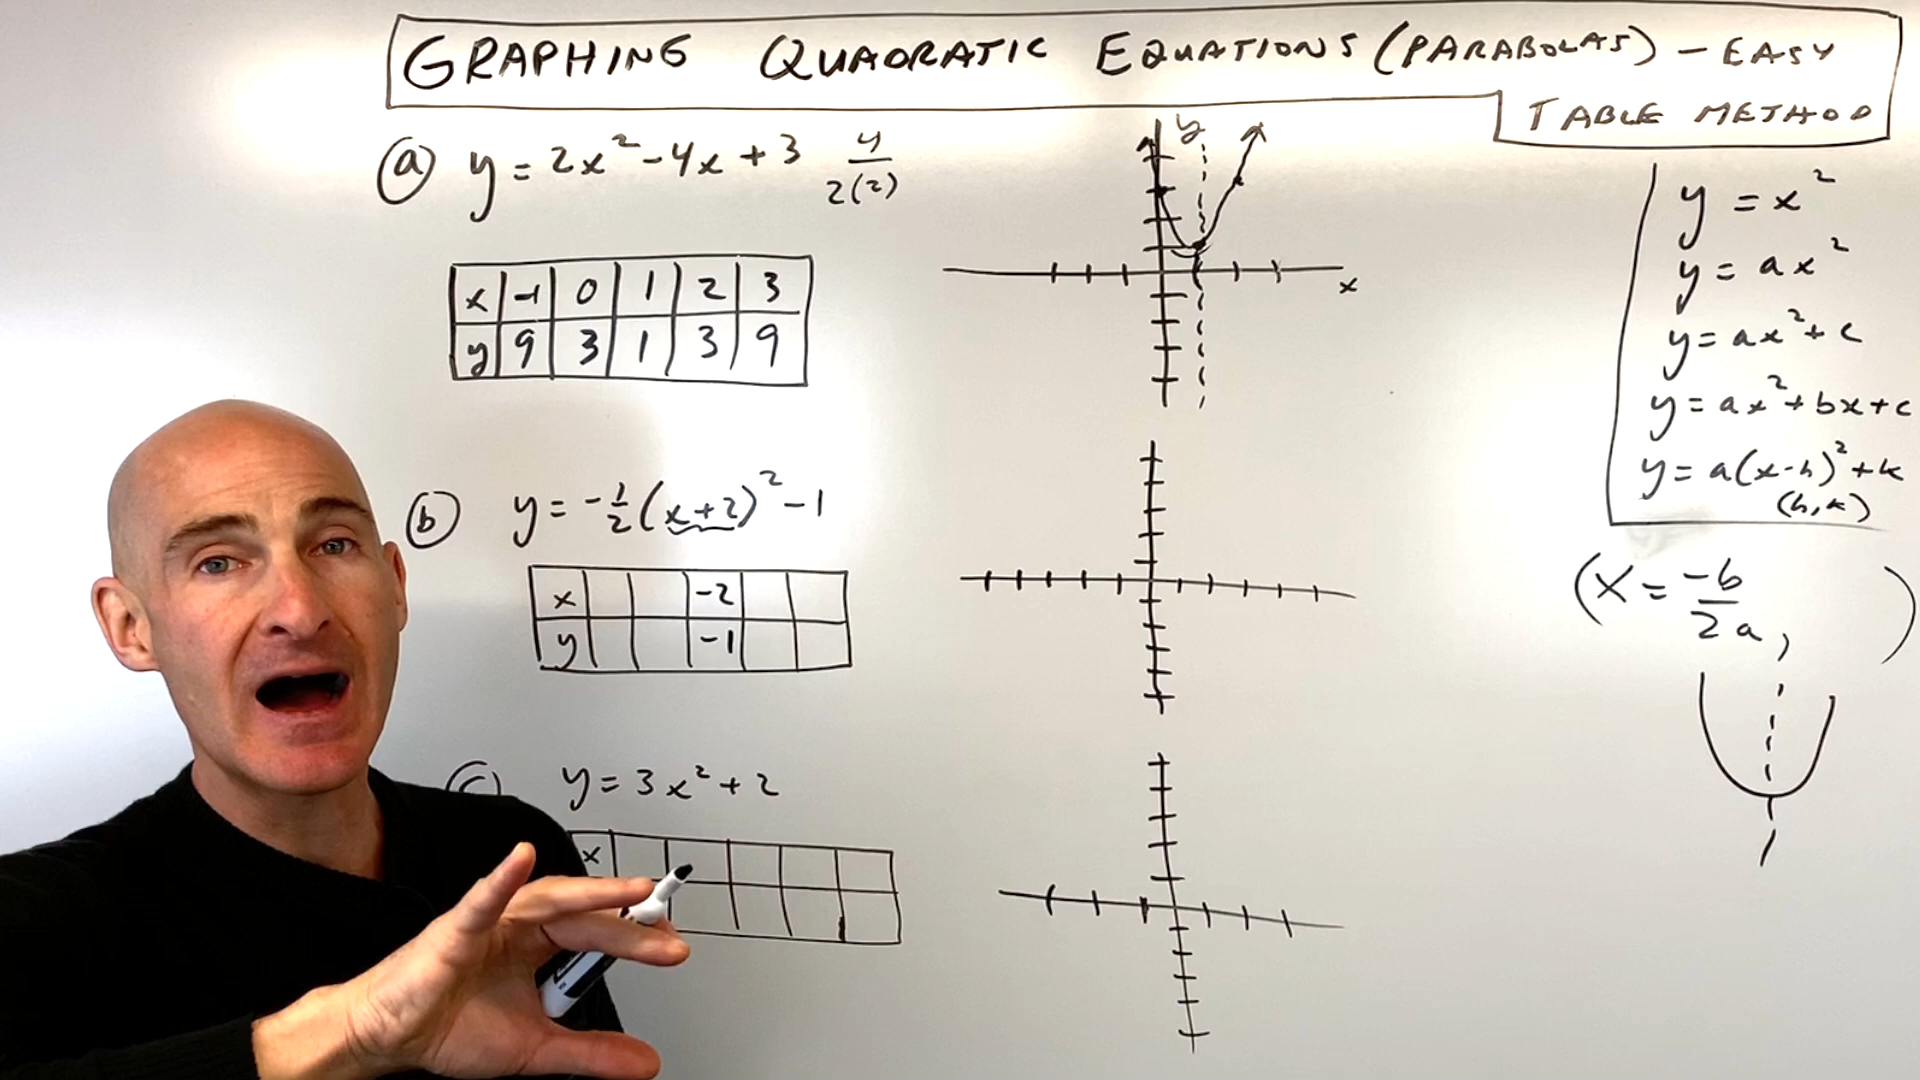 GRAPHING QUADRATIC EQUATIONS (PARABOLAS) – EASY
TABLE METHOD
(a) y = 2x² - 4x + 3 4/2(2)
x -1 0 1 2 3
y 9 3 1 3 9
y
x
(b) y = -1/2(x+2)² - 1
x -2
y -1
(c) y = 3x² + 2
x
y = x²
y = ax²
y = ax² + c
y = ax² + bx + c
y = a(x-h)² + k
(h,k)
(x = -b/2a, )